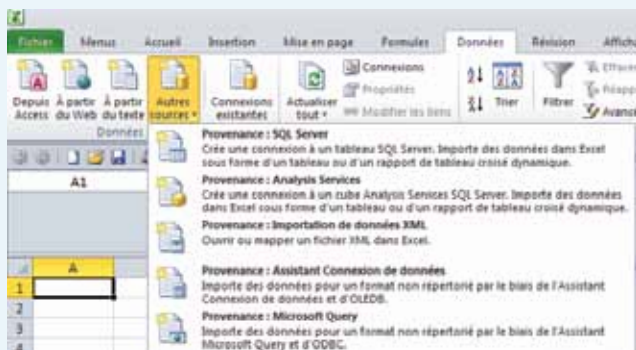 Fichier Menus Accueil Insertion Mise en page Formules Données Révision Afficha
Depuis Access
À partir du Web
À partir du texte
Autres sources
Connexions existantes
Actualiser tout
Connexions
Propriétés
Modifier les liens
Trier
Filtrer
Effacer
Réapp
Avanc
Données
A1
Provenance : SQL Server
Crée une connexion à un tableau SQL Server. Importe des données dans Excel
sous forme d'un tableau ou d'un rapport de tableau croisé dynamique.
Provenance : Analysis Services
Crée une connexion à un cube Analysis Services SQL Server. Importe des données
dans Excel sous forme d'un tableau ou d'un rapport de tableau croisé dynamique.
Provenance : Importation de données XML
Ouvrir ou mapper un fichier XML dans Excel.
Provenance : Assistant Connexion de données
Importe des données pour un format non répertorié par le biais de l'Assistant
Connexion de données et d'OLEDB.
Provenance : Microsoft Query
Importe des données pour un format non répertorié par le biais de l'Assistant
Microsoft Query et d'ODBC.
A
1
2
3
4